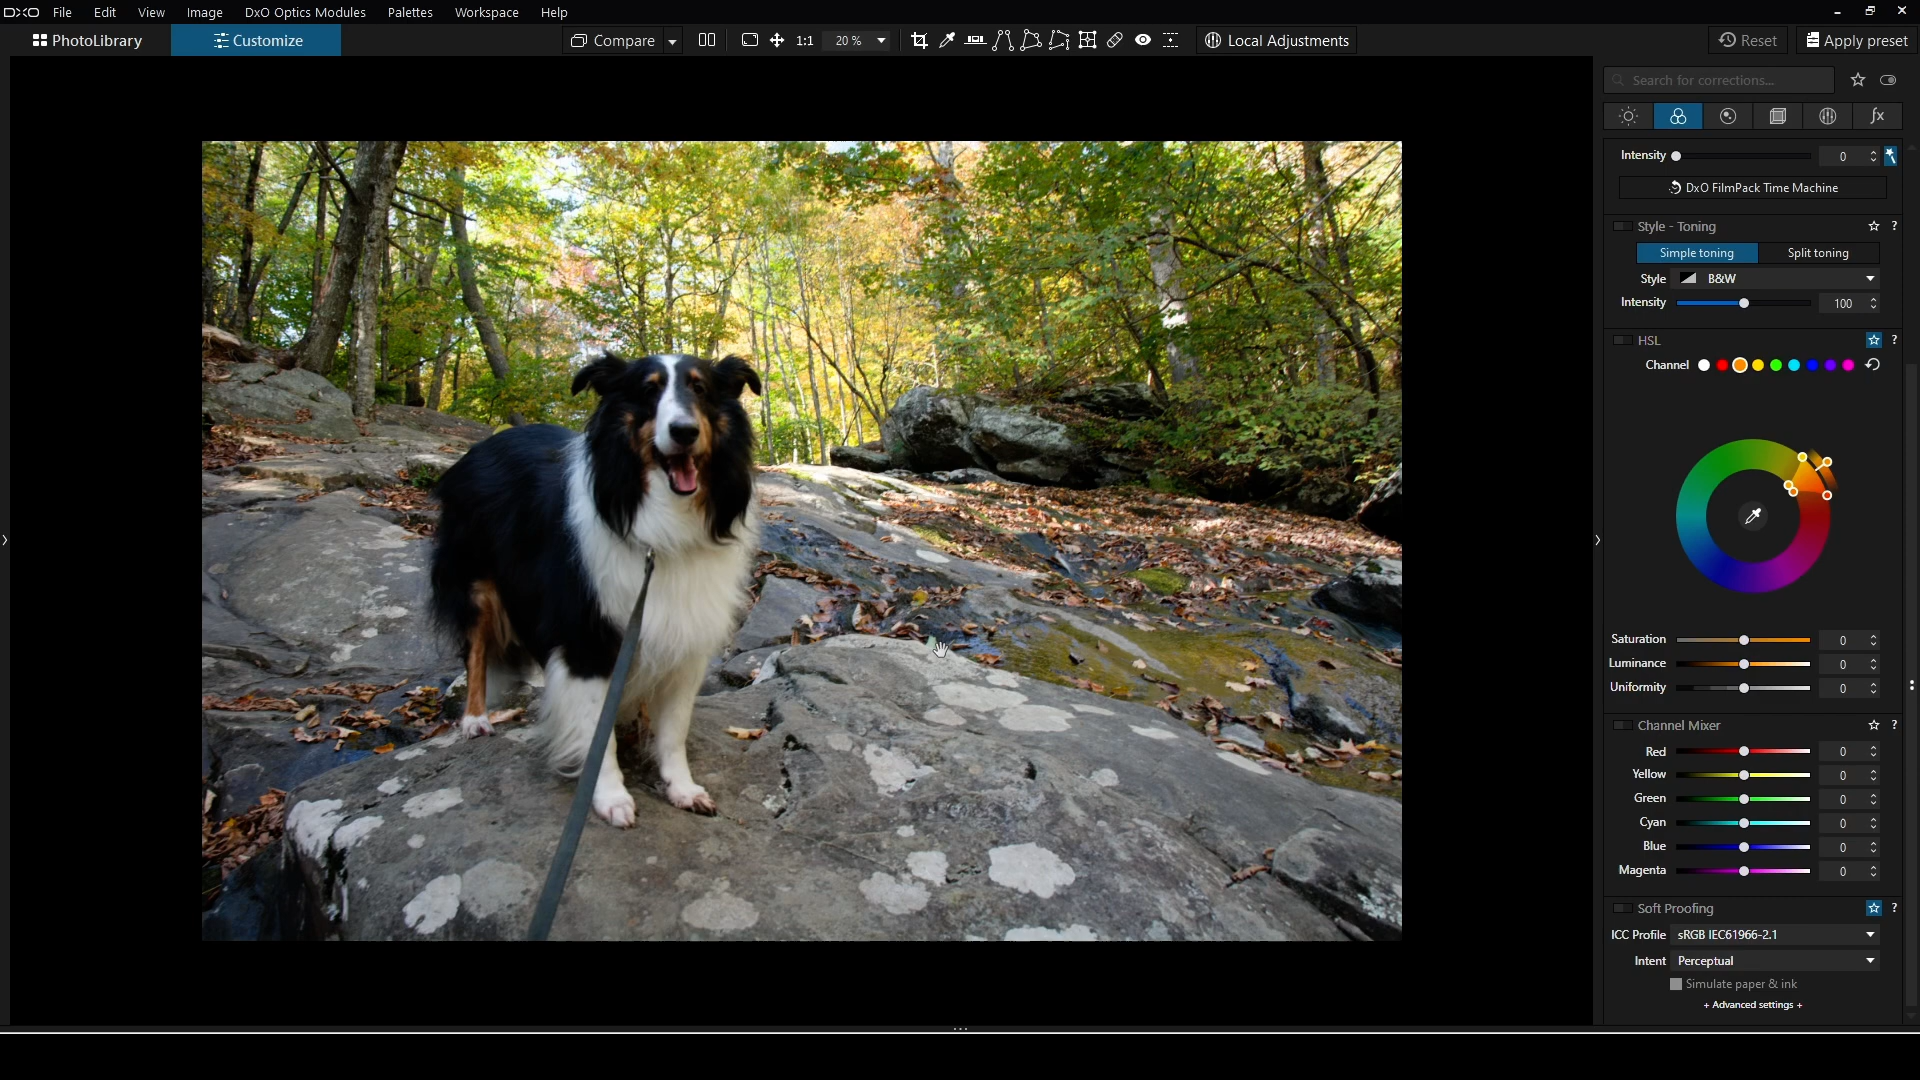 DXO File Edit View Image DxO Optics Modules Palettes Workspace Help
PhotoLibrary Customize Compare 1:1 20 % Local Adjustments Reset Apply preset
Search for corrections...
fx
Intensity 0
DxO FilmPack Time Machine
Style - Toning ?
Simple toning Split toning
Style B&W
Intensity 100
HSL ?
Channel
Saturation 0
Luminance 0
Uniformity 0
Channel Mixer ?
Red 0
Yellow 0
Green 0
Cyan 0
Blue 0
Magenta 0
Soft Proofing ?
ICC Profile sRGB IEC61966-2.1
Intent Perceptual
Simulate paper & ink
+ Advanced settings +